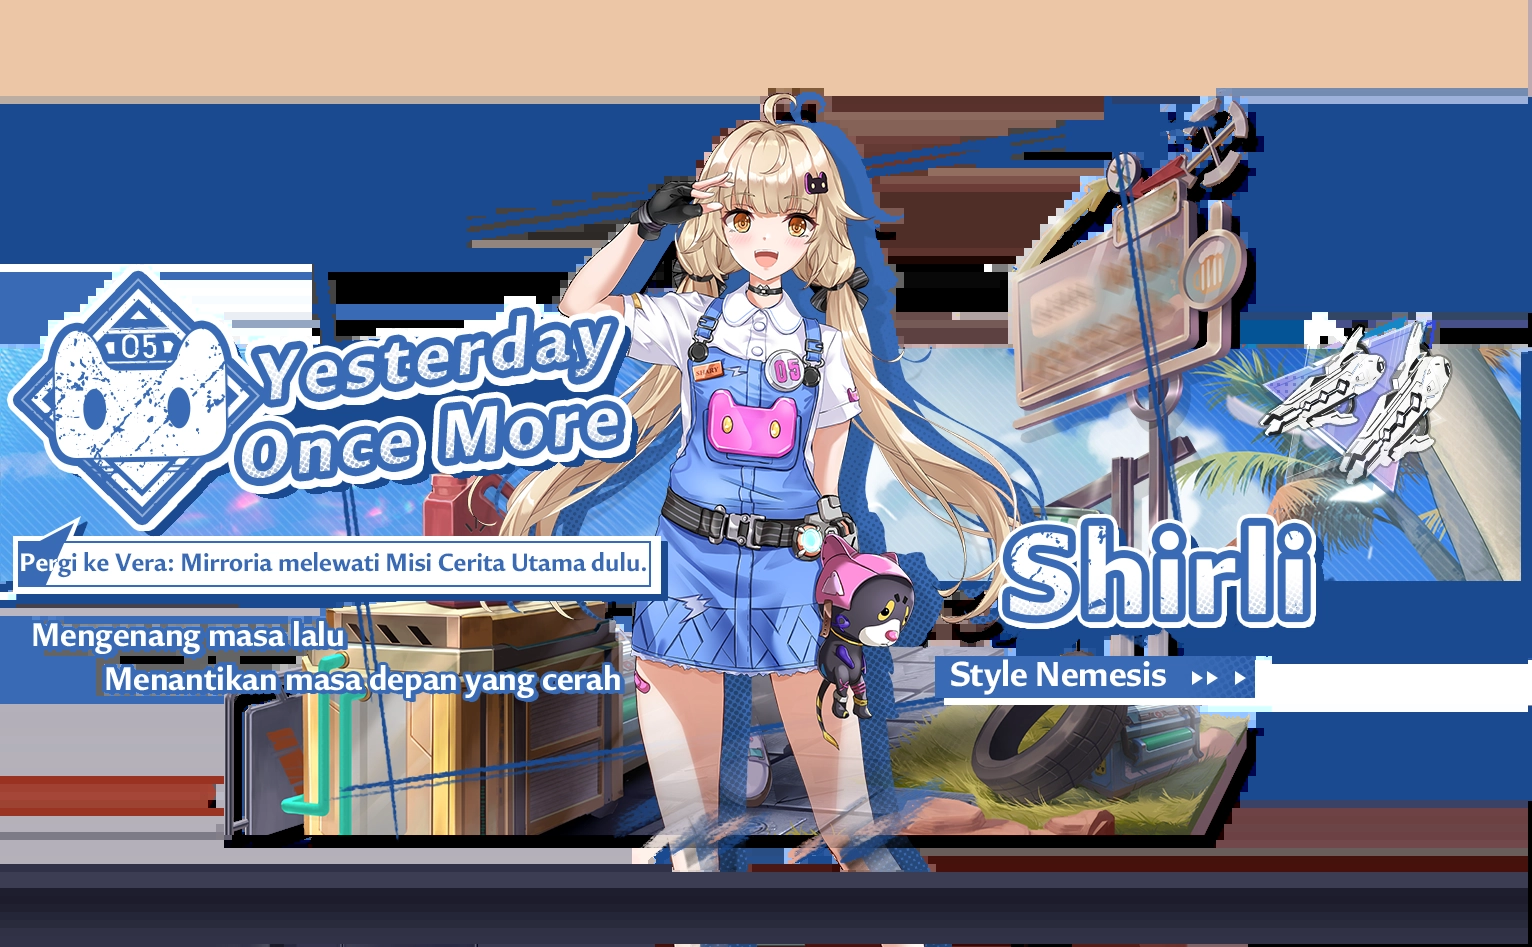 05
Yesterday
Once More
Pergi ke Vera: Mirroria melewati Misi Cerita Utama dulu.
Mengenang masa lalu
Menantikan masa depan yang cerah
05
Shirli
Style Nemesis